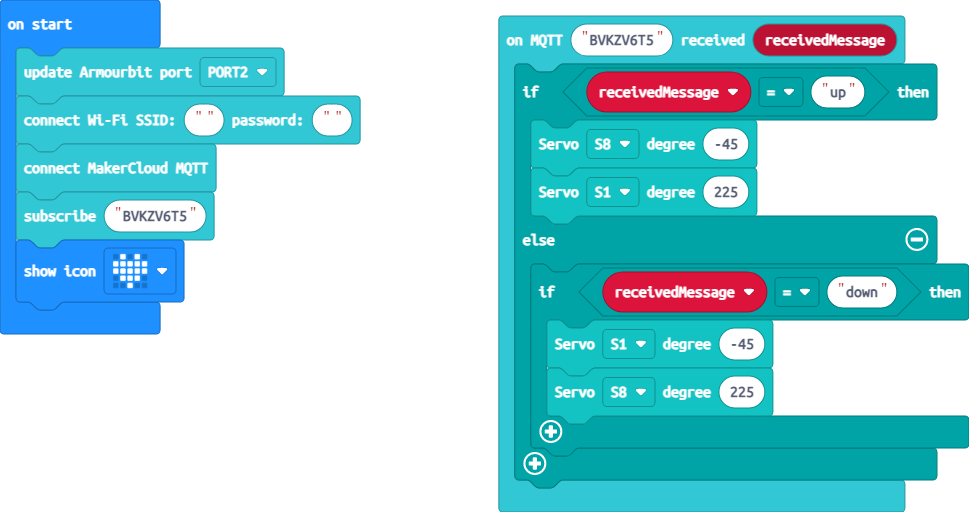 on start
update Armourbit port PORT2
connect Wi-Fi SSID: " " password: " "
connect MakerCloud MQTT
subscribe "BVKZV6T5"
show icon
on MQTT "BVKZV6T5" received receivedMessage
if receivedMessage = "up" then
Servo S8 degree -45
Servo S1 degree 225
else
if receivedMessage = "down" then
Servo S1 degree -45
Servo S8 degree 225